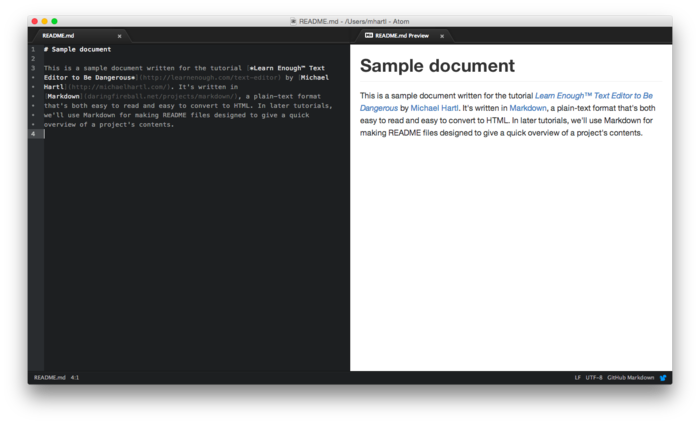 README.md - /Users/mhartl - Atom
README.md ×
1 # Sample document
2
3 This is a sample document written for the tutorial [*Learn Enough™ Text
• Editor to Be Dangerous*](http://learnenough.com/text-editor) by [Michael
• Hartl](http://michaelhartl.com/). It's written in
• [Markdown](daringfireball.net/projects/markdown/), a plain-text format
• that's both easy to read and easy to convert to HTML. In later tutorials,
• we'll use Markdown for making README files designed to give a quick
• overview of a project's contents.
4
README.md Preview ×
Sample document
This is a sample document written for the tutorial Learn Enough™ Text Editor to Be
Dangerous by Michael Hartl. It's written in Markdown, a plain-text format that's both
easy to read and easy to convert to HTML. In later tutorials, we'll use Markdown for
making README files designed to give a quick overview of a project's contents.
README.md 4:1
LF UTF-8 GitHub Markdown